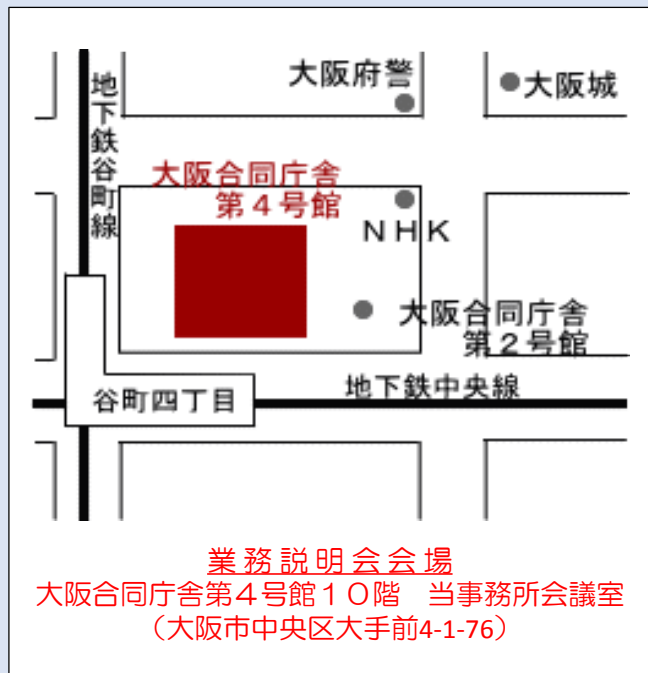 大阪府警
大阪城
地下鉄谷町線
大阪合同庁舎
第４号館
ＮＨＫ
大阪合同庁舎
第２号館
地下鉄中央線
谷町四丁目
業務説明会会場
大阪合同庁舎第４号館１０階　当事務所会議室
（大阪市中央区大手前4-1-76）